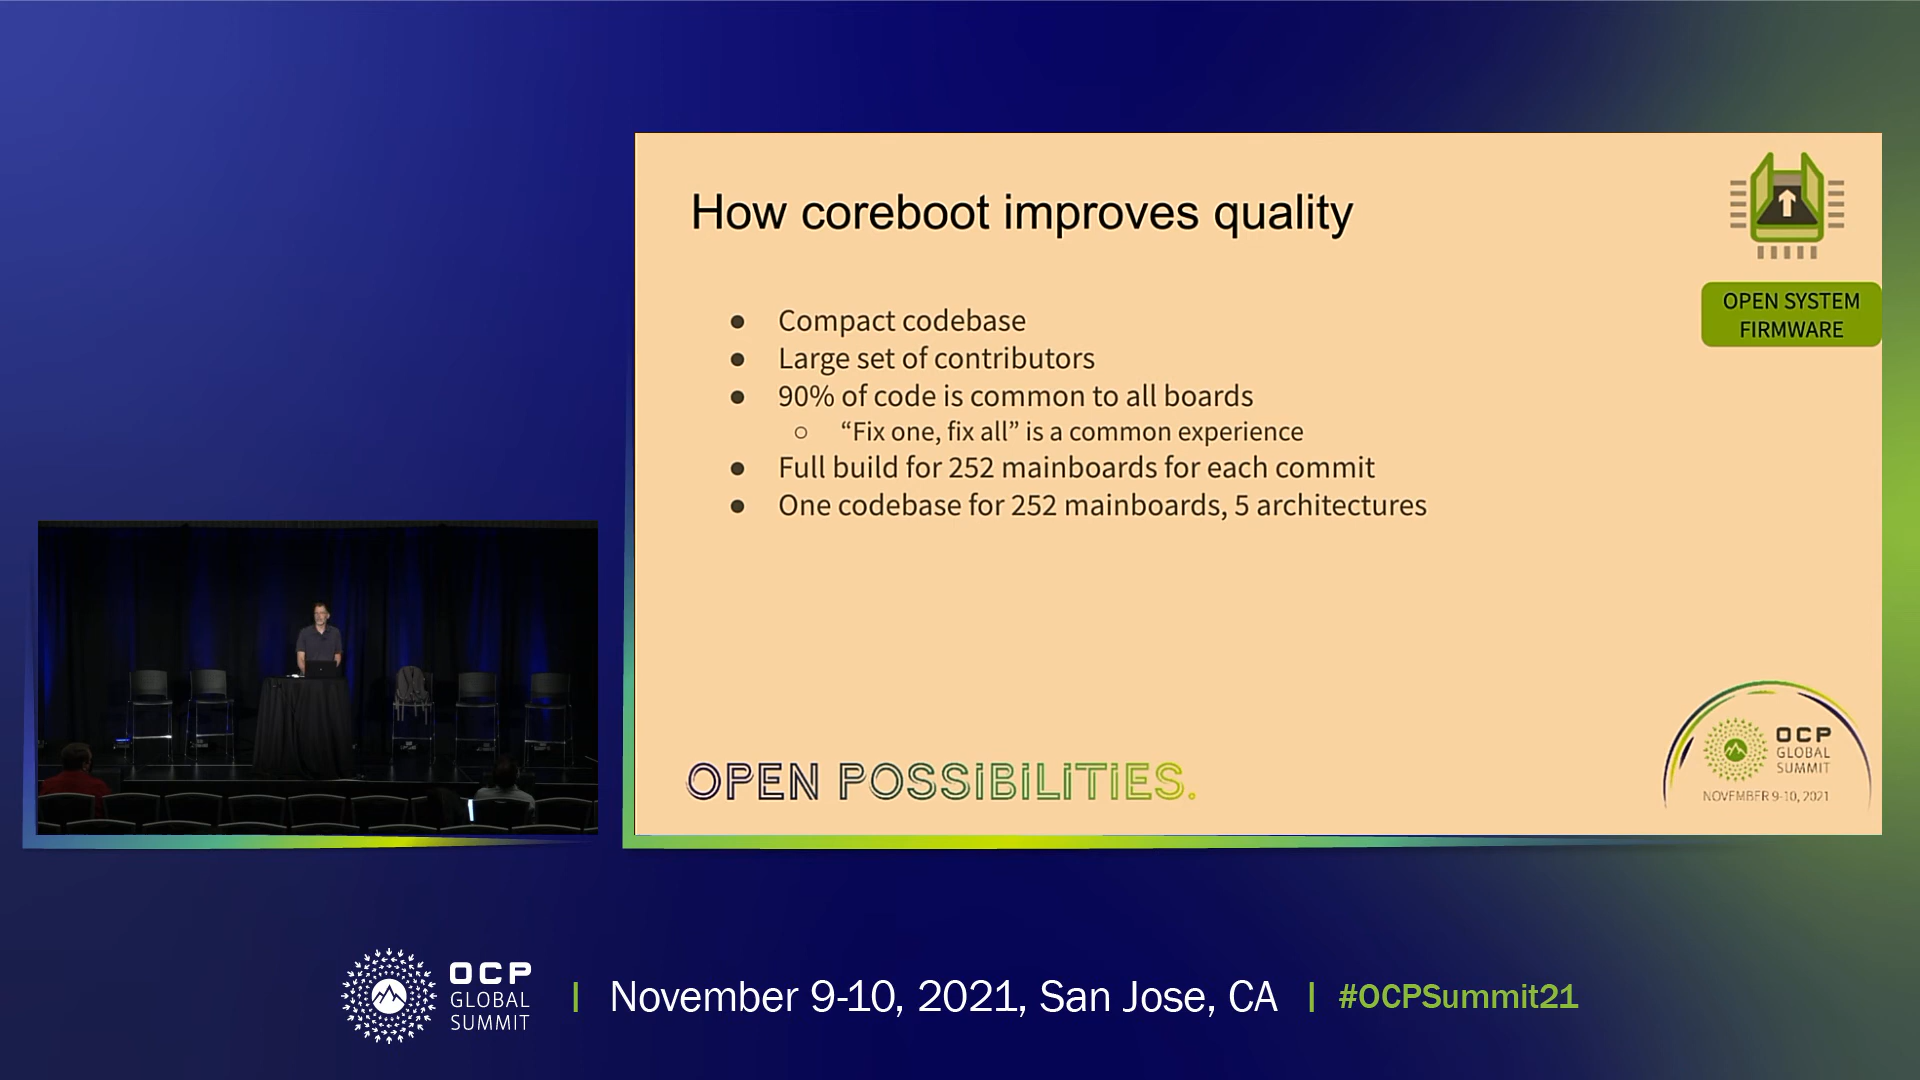 How coreboot improves quality
● Compact codebase
● Large set of contributors
● 90% of code is common to all boards
○ “Fix one, fix all” is a common experience
● Full build for 252 mainboards for each commit
● One codebase for 252 mainboards, 5 architectures
OPEN SYSTEM
FIRMWARE
OPEN POSSIBILITIES.
OCP
GLOBAL
SUMMIT
NOVEMBER 9-10, 2021
OCP
GLOBAL
SUMMIT
| November 9-10, 2021, San Jose, CA | #OCPSummit21